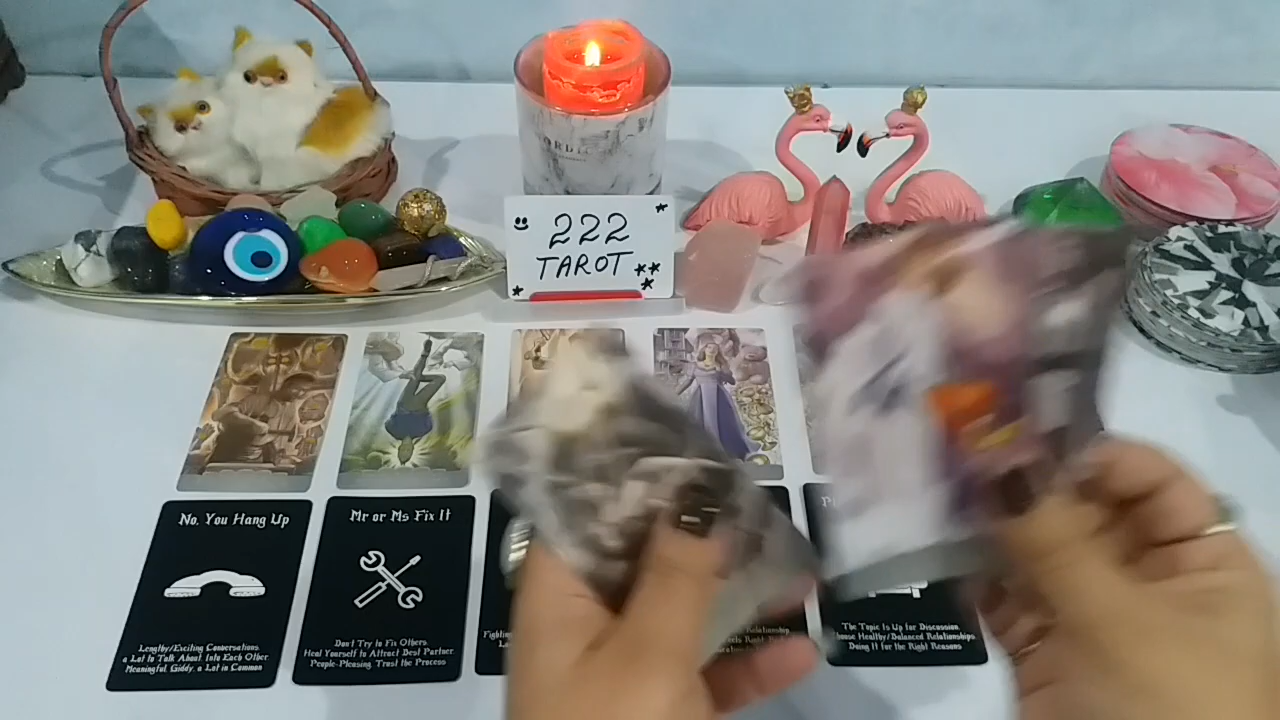 222
TAROT
No, You Hang Up
Mr or Ms Fix It
Lengthy/Exciting Conversations
a Lot to Talk About Into Each Other
Meaningful, Giddy, a Lot in Common
Don't Try to Fix Others
Heal Yourself to Attract Best Partner
People-Pleasing, Trust the Process
Relationship
The Topic Is Up for Discussion
Healthy/Balanced Relationships
Doing It for the Right Reasons